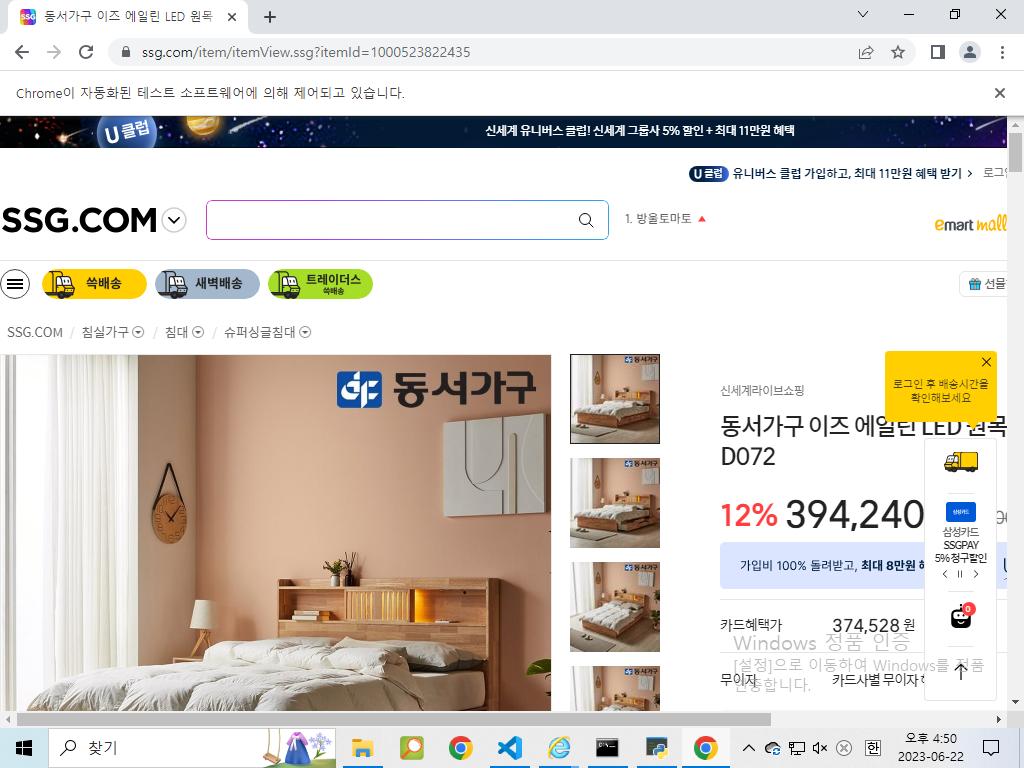 동서가구 이즈 에일린 LED 원목
ssg.com/item/itemView.ssg?itemId=1000523822435
Chrome이 자동화된 테스트 소프트웨어에 의해 제어되고 있습니다.
U 클럽
신세계 유니버스 클럽! 신세계 그룹사 5% 할인 + 최대 11만원 혜택
U 클럽 유니버스 클럽 가입하고, 최대 11만원 혜택 받기 > 로그인
SSG.COM
1. 방울토마토
emart mall
쓱배송
새벽배송
트레이더스
쓱배송
선물
SSG.COM / 침실가구 / 침대 / 슈퍼싱글침대
동서가구
신세계라이브쇼핑
로그인 후 배송시간을
확인해보세요
동서가구 이즈 에일린 LED 원목
D072
12% 394,240
삼성카드
삼성카드
SSGPAY
5% 청구할인
가입비 100% 돌려받고, 최대 8만원
카드혜택가 374,528 원
0
Windows 정품 인증
[설정]으로 이동하여 Windows를 정품
인증합니다.
무이자 카드사별 무이자
찾기
한
오후 4:50
2023-06-22